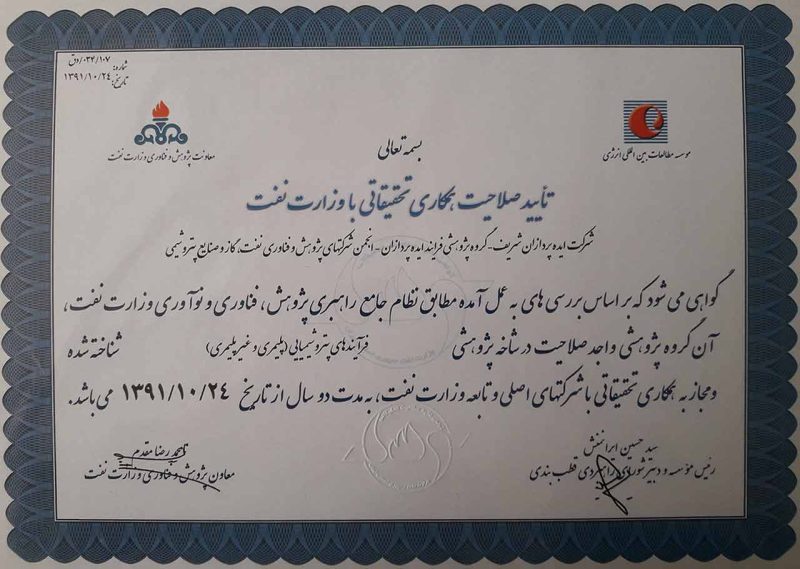 شماره: ۰۳۴/۱۰۷/دق
تاریخ: ۱۳۹۱/۱۰/۲۴
معاونت پژوهش و فناوری وزارت نفت
موسسه مطالعات بین المللی انرژی
بسمه تعالی
تأیید صلاحیت همکاری تحقیقاتی با وزارت نفت
شرکت ایده پردازان شریف - گروه پژوهشی فرایند ایده پردازان - انجمن شرکتهای پژوهش و فناوری نفت، گاز و صنایع پتروشیمی
گواهی می شود که بر اساس بررسی های به عمل آمده مطابق نظام جامع راهبری پژوهش، فناوری و نوآوری وزارت نفت،
آن گروه پژوهشی واجد صلاحیت در شاخه پژوهشی فرآیندهای پتروشیمیایی (پلیمری و غیر پلیمری) شناخته شده
و مجاز به همکاری تحقیقاتی با شرکتهای اصلی و تابعه وزارت نفت، به مدت دو سال از تاریخ ۱۳۹۱/۱۰/۲۴ می باشد.
سید حسین ایرانمنش
رئیس مؤسسه و دبیر شورای راهبردی قطب بندی
محمد رضا مقدم
معاون پژوهش و فناوری وزارت نفت